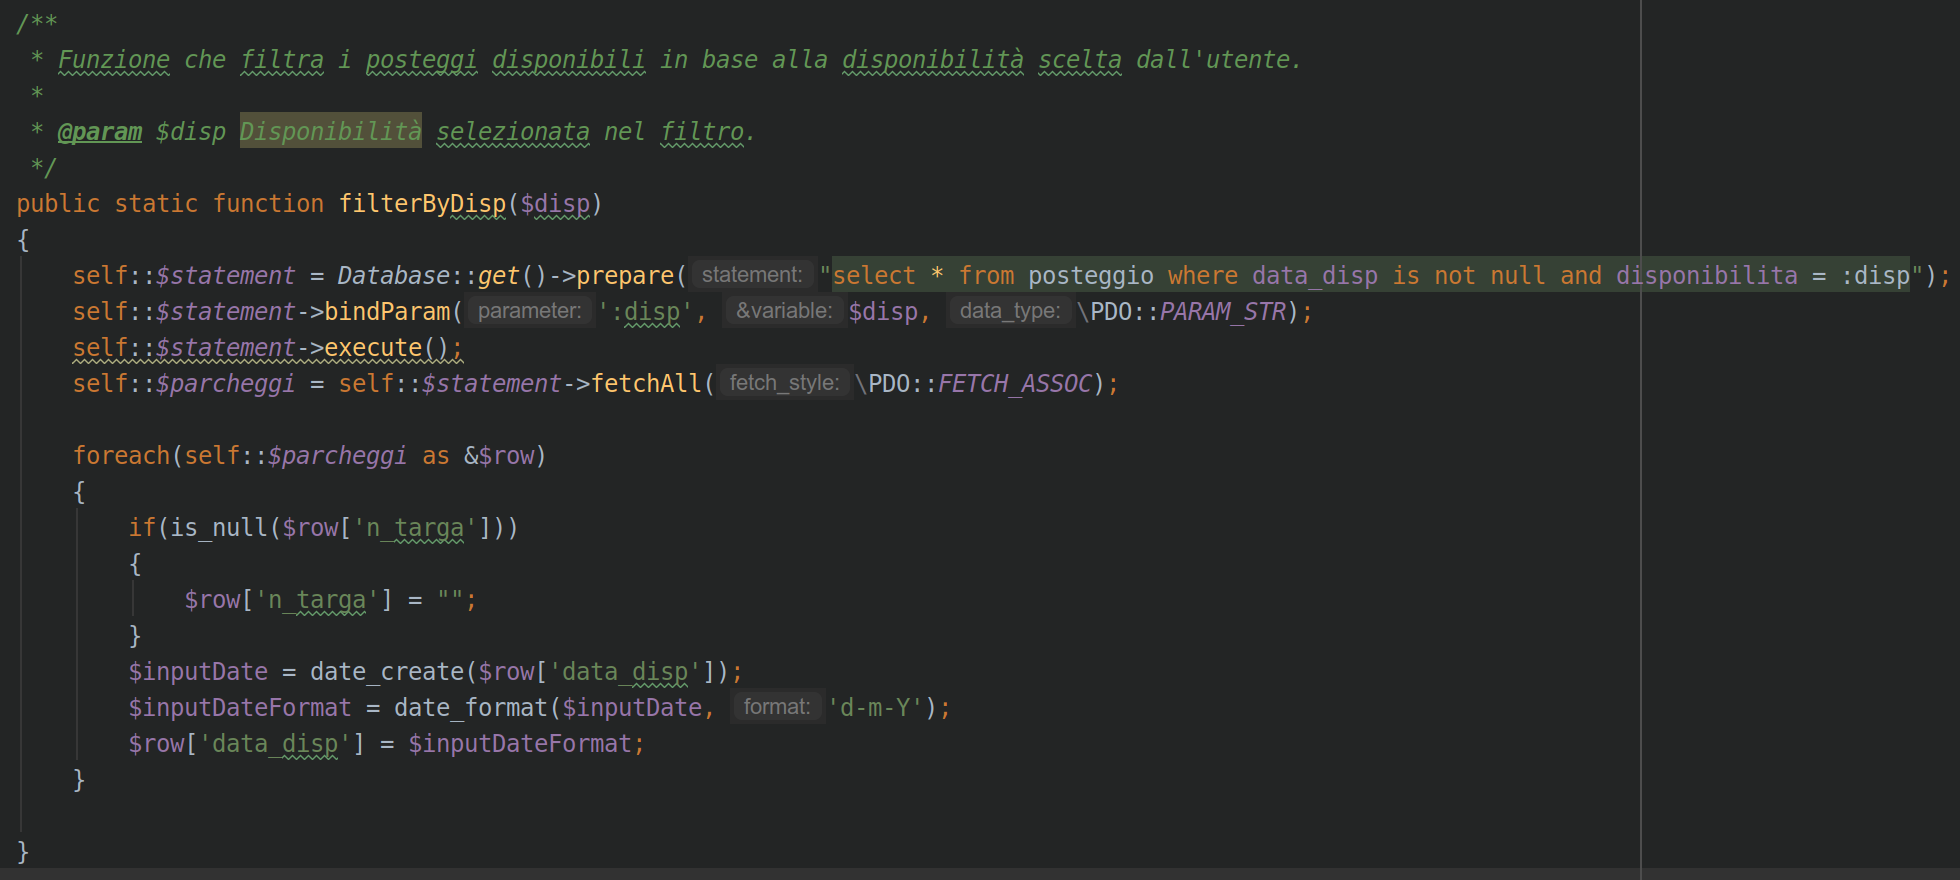 /**
 * Funzione che filtra i posteggi disponibili in base alla disponibilità scelta dall'utente.
 *
 * @param $disp Disponibilità selezionata nel filtro.
 */
public static function filterByDisp($disp)
{
    self::$statement = Database::get()->prepare( statement: "select * from posteggio where data_disp is not null and disponibilita = :disp");
    self::$statement->bindParam( parameter: ':disp', &variable: $disp, data_type: \PDO::PARAM_STR);
    self::$statement->execute();
    self::$parcheggi = self::$statement->fetchAll( fetch_style: \PDO::FETCH_ASSOC);

    foreach(self::$parcheggi as &$row)
    {
        if(is_null($row['n_targa']))
        {
            $row['n_targa'] = "";
        }
        $inputDate = date_create($row['data_disp']);
        $inputDateFormat = date_format($inputDate, format: 'd-m-Y');
        $row['data_disp'] = $inputDateFormat;
    }

}